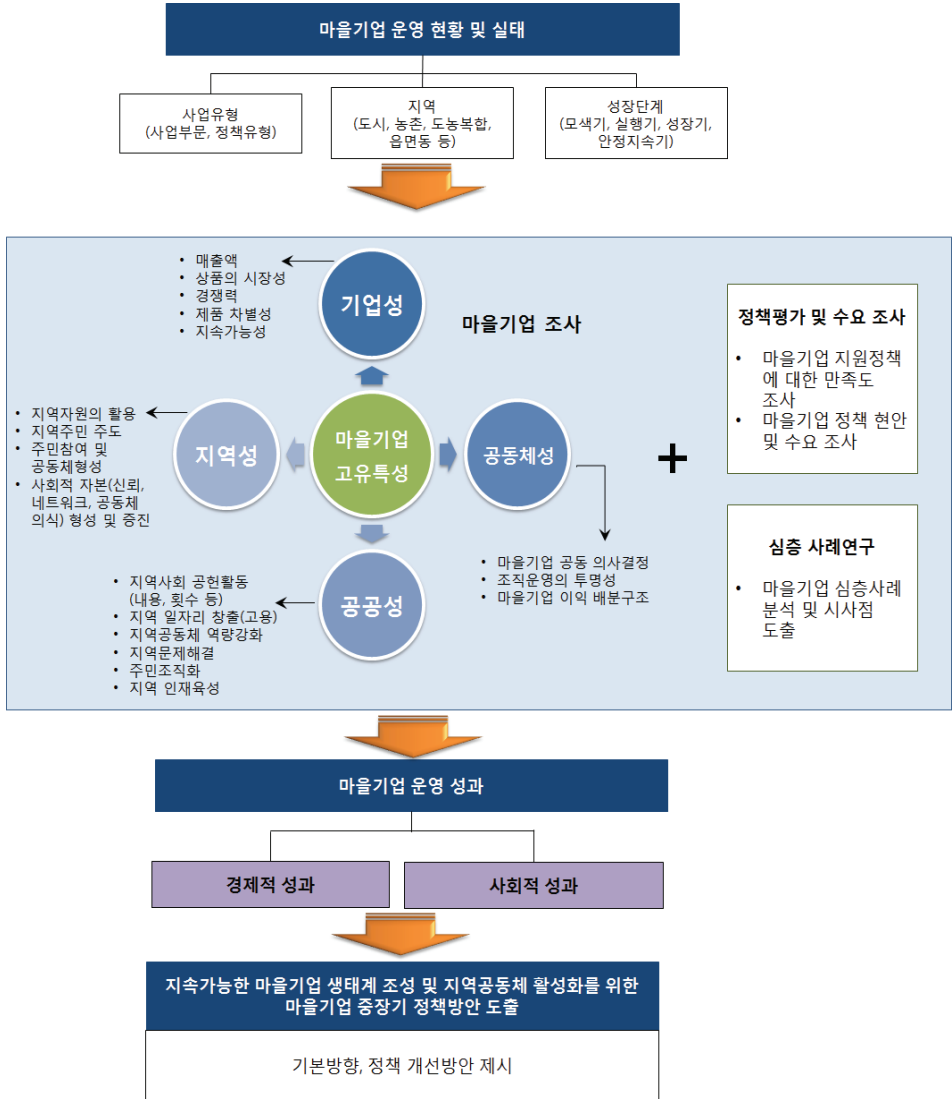 마을기업 운영 현황 및 실태
사업유형
(사업부문, 정책유형)
지역
(도시, 농촌, 도농복합,
읍면동 등)
성장단계
(모색기, 실행기, 성장기,
안정지속기)
• 매출액
• 상품의 시장성
• 경쟁력
• 제품 차별성
• 지속가능성
기업성
마을기업 조사
• 지역자원의 활용
• 지역주민 주도
• 주민참여 및
공동체형성
• 사회적 자본(신뢰,
네트워크, 공동체
의식) 형성 및 증진
지역성
마을기업
고유특성
공동체성
• 마을기업 공동 의사결정
• 조직운영의 투명성
• 마을기업 이익 배분구조
• 지역사회 공헌활동
(내용, 횟수 등)
• 지역 일자리 창출(고용)
• 지역공동체 역량강화
• 지역문제해결
• 주민조직화
• 지역 인재육성
공공성
+
정책평가 및 수요 조사
• 마을기업 지원정책
에 대한 만족도
조사
• 마을기업 정책 현안
및 수요 조사
심층 사례연구
• 마을기업 심층사례
분석 및 시사점
도출
마을기업 운영 성과
경제적 성과
사회적 성과
지속가능한 마을기업 생태계 조성 및 지역공동체 활성화를 위한
마을기업 중장기 정책방안 도출
기본방향, 정책 개선방안 제시